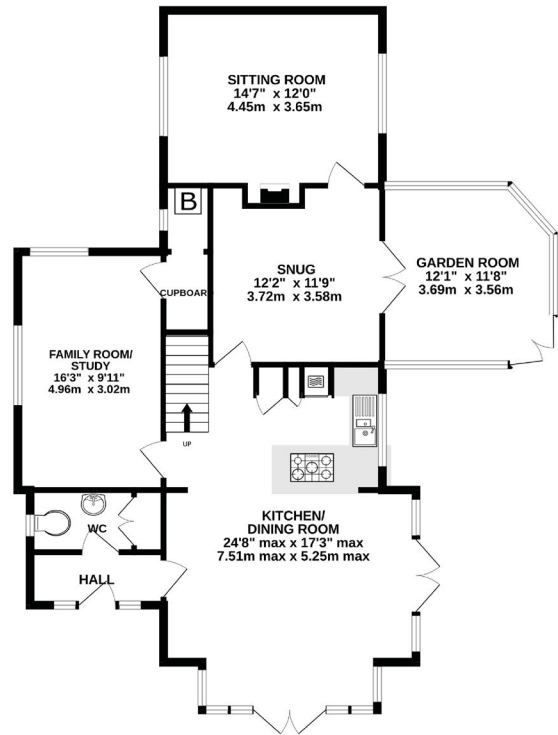 SITTING ROOM
14'7" x 12'0"
4.45m x 3.65m
B
CUPBOARD
SNUG
12'2" x 11'9"
3.72m x 3.58m
GARDEN ROOM
12'1" x 11'8"
3.69m x 3.56m
FAMILY ROOM/
STUDY
16'3" x 9'11"
4.96m x 3.02m
UP
WC
HALL
KITCHEN/
DINING ROOM
24'8" max x 17'3" max
7.51m max x 5.25m max